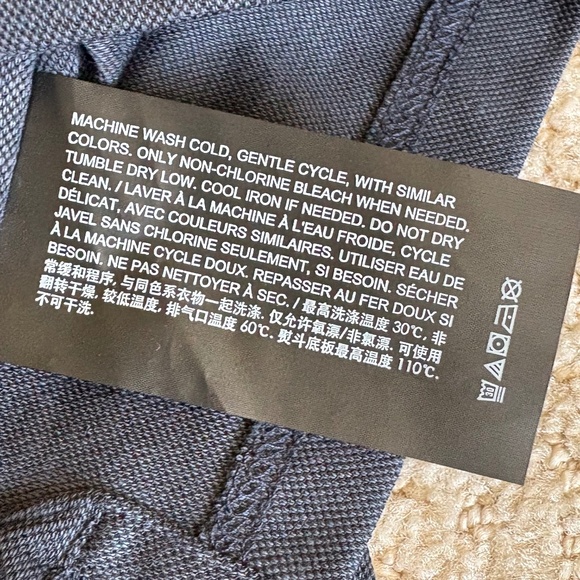 MACHINE WASH COLD, GENTLE CYCLE, WITH SIMILAR
COLORS. ONLY NON-CHLORINE BLEACH WHEN NEEDED.
TUMBLE DRY LOW. COOL IRON IF NEEDED. DO NOT DRY
CLEAN. / LAVER À LA MACHINE À L'EAU FROIDE, CYCLE
DÉLICAT, AVEC COULEURS SIMILAIRES. UTILISER EAU DE
JAVEL SANS CHLORINE SEULEMENT, SI BESOIN. SÉCHER
À LA MACHINE CYCLE DOUX. REPASSER AU FER DOUX SI
BESOIN. NE PAS NETTOYER À SEC. / 最高洗涤温度 30℃, 非
常缓和程序, 与同色系衣物一起洗涤. 仅允许氧漂/非氯漂. 可使用
翻转干燥, 较低温度, 排气口温度 60℃. 熨斗底板最高温度 110℃.
不可干洗.
30